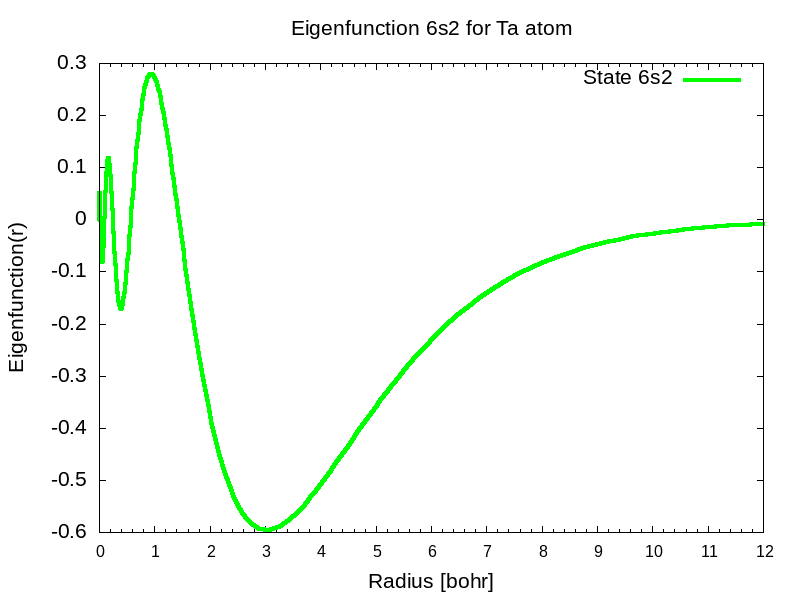 Eigenfunction 6s2 for Ta atom
State 6s2
0.3
0.2
0.1
0
-0.1
-0.2
-0.3
-0.4
-0.5
-0.6
Eigenfunction(r)
0 1 2 3 4 5 6 7 8 9 10 11 12
Radius [bohr]